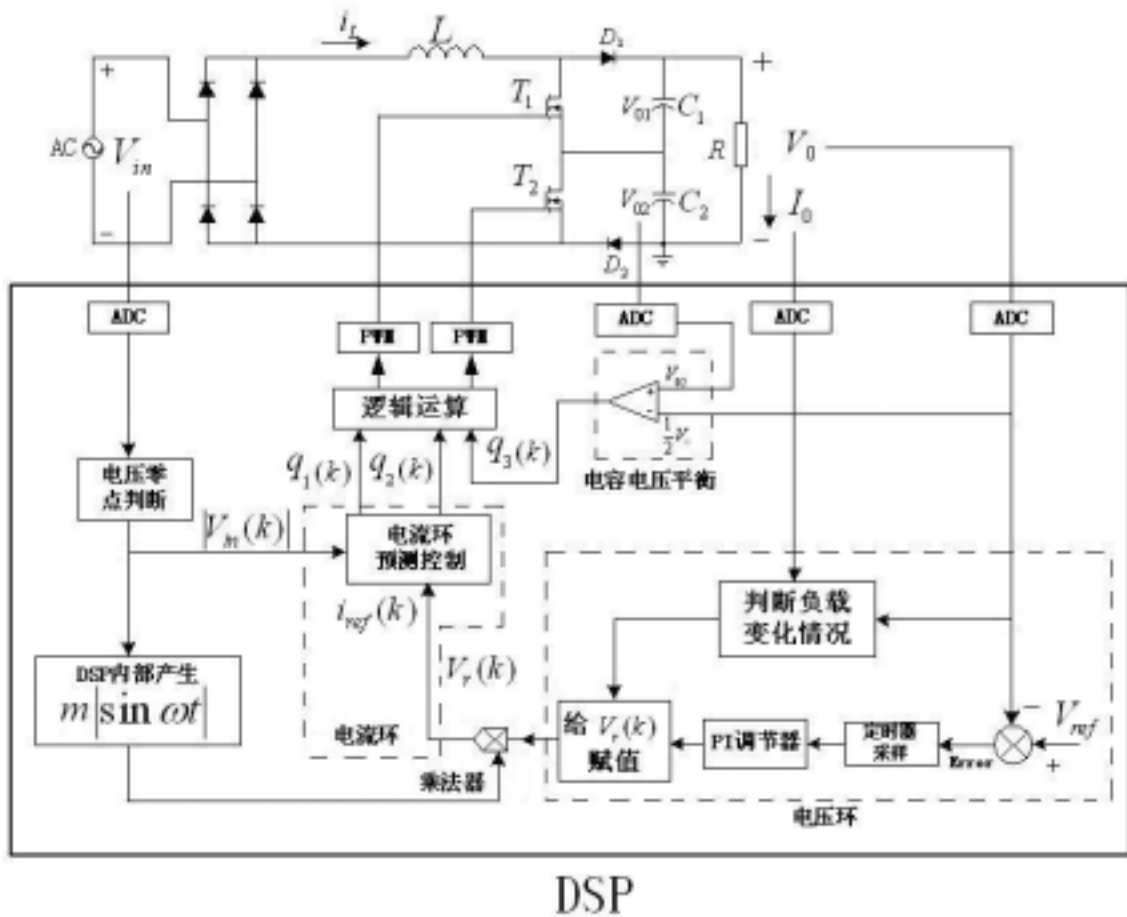 i_L
L
D_1
+
+
T_1
V_01
C_1
AC
V_in
R
V_0
T_2
V_02
C_2
I_0
-
-
D_2
ADC
PWM
PWM
ADC
ADC
ADC
逻辑运算
+
-
q_1(k)
q_2(k)
q_3(k)
电容电压平衡
电压零
点判断
|V_in(k)|
电流环
预测控制
i_ref(k)
判断负载
变化情况
DSP内部产生
m|sin ωt|
V_r(k)
电流环
乘法器
给 V_r(k)
赋值
PI调节器
定时器
采样
Error
-
V_ref
+
电压环
DSP